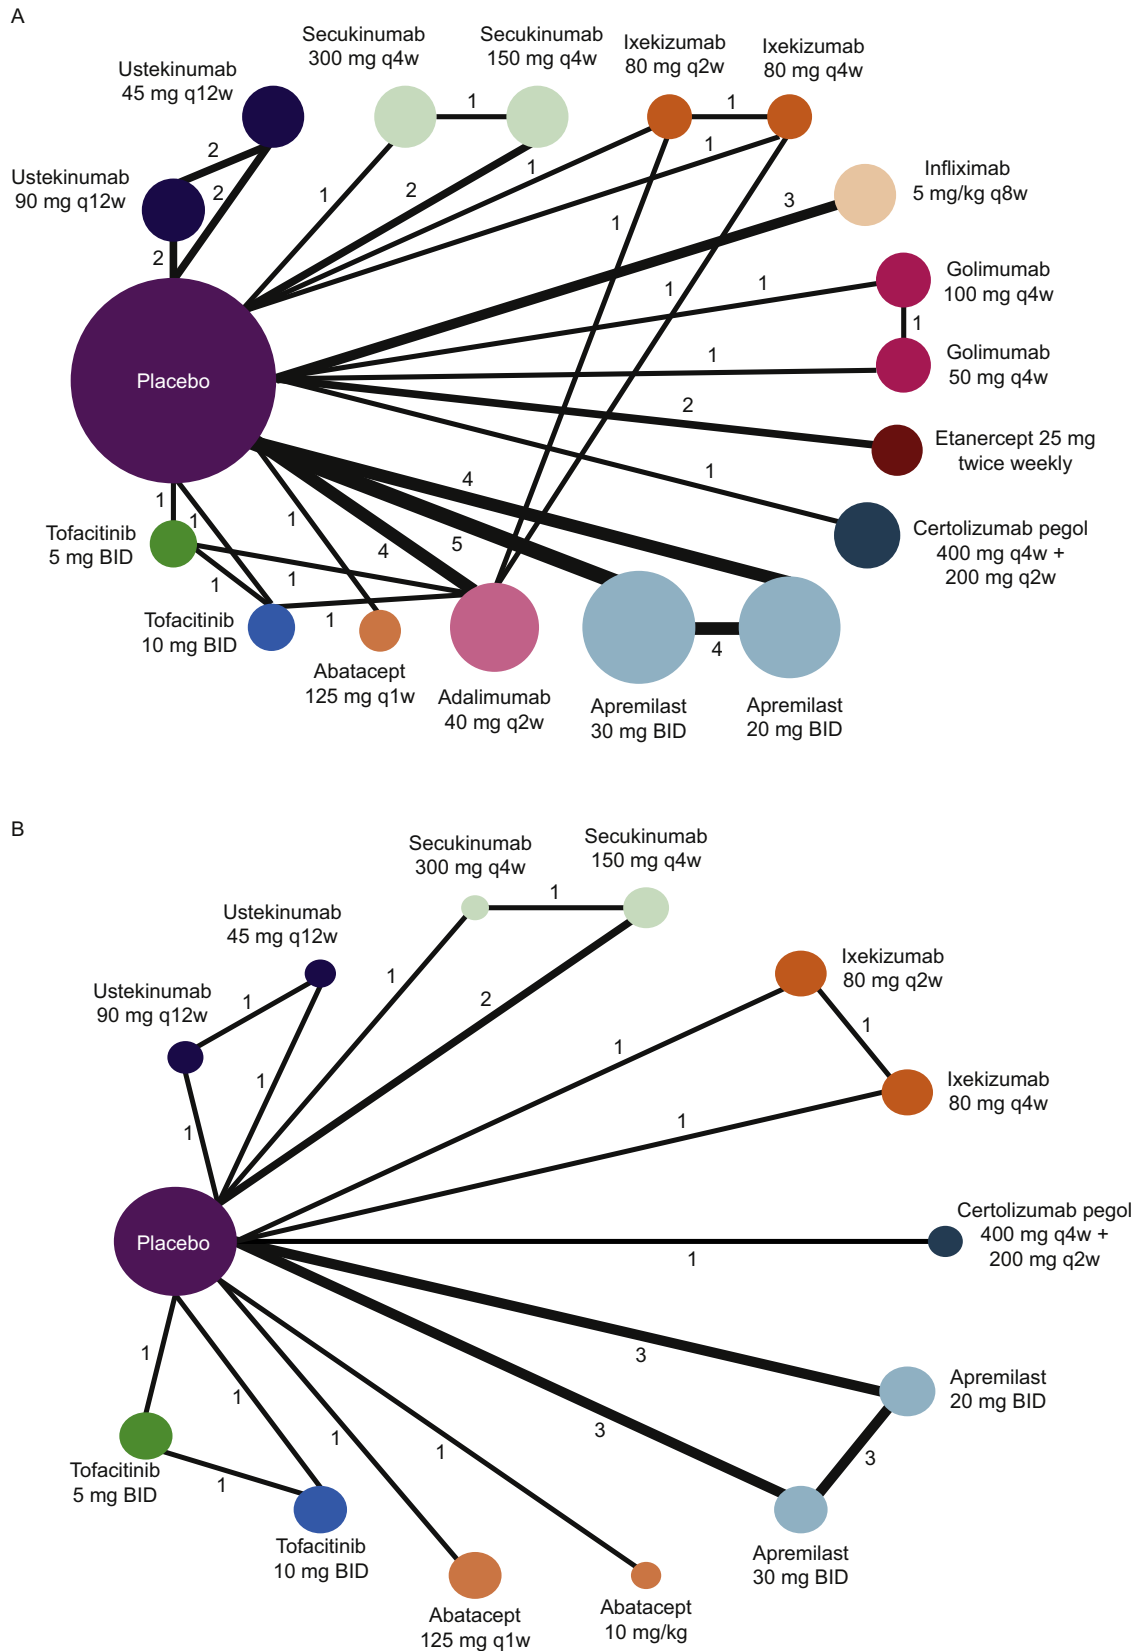 A
Secukinumab
300 mg q4w
Secukinumab
150 mg q4w
Ixekizumab
80 mg q2w
Ixekizumab
80 mg q4w
Ustekinumab
45 mg q12w
Ustekinumab
90 mg q12w
Infliximab
5 mg/kg q8w
Golimumab
100 mg q4w
Golimumab
50 mg q4w
Etanercept 25 mg
twice weekly
Certolizumab pegol
400 mg q4w +
200 mg q2w
Placebo
Tofacitinib
5 mg BID
Tofacitinib
10 mg BID
Abatacept
125 mg q1w
Adalimumab
40 mg q2w
Apremilast
30 mg BID
Apremilast
20 mg BID
2
2
2
1
1
2
1
1
1
1
3
1
1
1
1
2
1
4
5
4
1
1
1
1
1
1
4
B
Secukinumab
300 mg q4w
Secukinumab
150 mg q4w
Ustekinumab
45 mg q12w
Ustekinumab
90 mg q12w
Ixekizumab
80 mg q2w
Ixekizumab
80 mg q4w
Certolizumab pegol
400 mg q4w +
200 mg q2w
Placebo
Apremilast
20 mg BID
Apremilast
30 mg BID
Tofacitinib
5 mg BID
Tofacitinib
10 mg BID
Abatacept
125 mg q1w
Abatacept
10 mg/kg
1
1
1
2
1
1
1
1
1
1
3
3
3
1
1
1
1
1